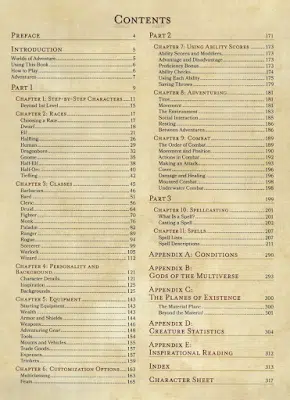 CONTENTS
PREFACE 4
INTRODUCTION 5
Worlds of Adventure 5
Using This Book 6
How to Play 6
Adventures 7
PART 1 9
CHAPTER 1: STEP-BY-STEP CHARACTERS 11
Beyond 1st Level 15
CHAPTER 2: RACES 17
Choosing a Race 17
Dwarf 18
Elf 21
Halfling 26
Human 29
Dragonborn 32
Gnome 35
Half-Elf 38
Half-Orc 40
Tiefling 42
CHAPTER 3: CLASSES 45
Barbarian 46
Bard 51
Cleric 56
Druid 64
Fighter 70
Monk 76
Paladin 82
Ranger 89
Rogue 94
Sorcerer 99
Warlock 105
Wizard 112
CHAPTER 4: PERSONALITY AND
BACKGROUND 121
Character Details 121
Inspiration 125
Backgrounds 125
CHAPTER 5: EQUIPMENT 143
Starting Equipment 143
Wealth 143
Armor and Shields 144
Weapons 146
Adventuring Gear 148
Tools 154
Mounts and Vehicles 155
Trade Goods 157
Expenses 157
Trinkets 159
CHAPTER 6: CUSTOMIZATION OPTIONS 163
Multiclassing 163
Feats 165
PART 2 171
CHAPTER 7: USING ABILITY SCORES 173
Ability Scores and Modifiers 173
Advantage and Disadvantage 173
Proficiency Bonus 173
Ability Checks 174
Using Each Ability 175
Saving Throws 179
CHAPTER 8: ADVENTURING 181
Time 181
Movement 181
The Environment 183
Social Interaction 185
Resting 186
Between Adventures 186
CHAPTER 9: COMBAT 189
The Order of Combat 189
Movement and Position 190
Actions in Combat 192
Making an Attack 193
Cover 196
Damage and Healing 196
Mounted Combat 198
Underwater Combat 198
PART 3 199
CHAPTER 10: SPELLCASTING 201
What Is a Spell? 201
Casting a Spell 201
CHAPTER 11: SPELLS 207
Spell Lists 207
Spell Descriptions 211
APPENDIX A: CONDITIONS 290
APPENDIX B:
GODS OF THE MULTIVERSE 293
APPENDIX C:
THE PLANES OF EXISTENCE 300
The Material Plane 300
Beyond the Material 301
APPENDIX D:
CREATURE STATISTICS 304
APPENDIX E:
INSPIRATIONAL READING 312
INDEX 313
CHARACTER SHEET 317